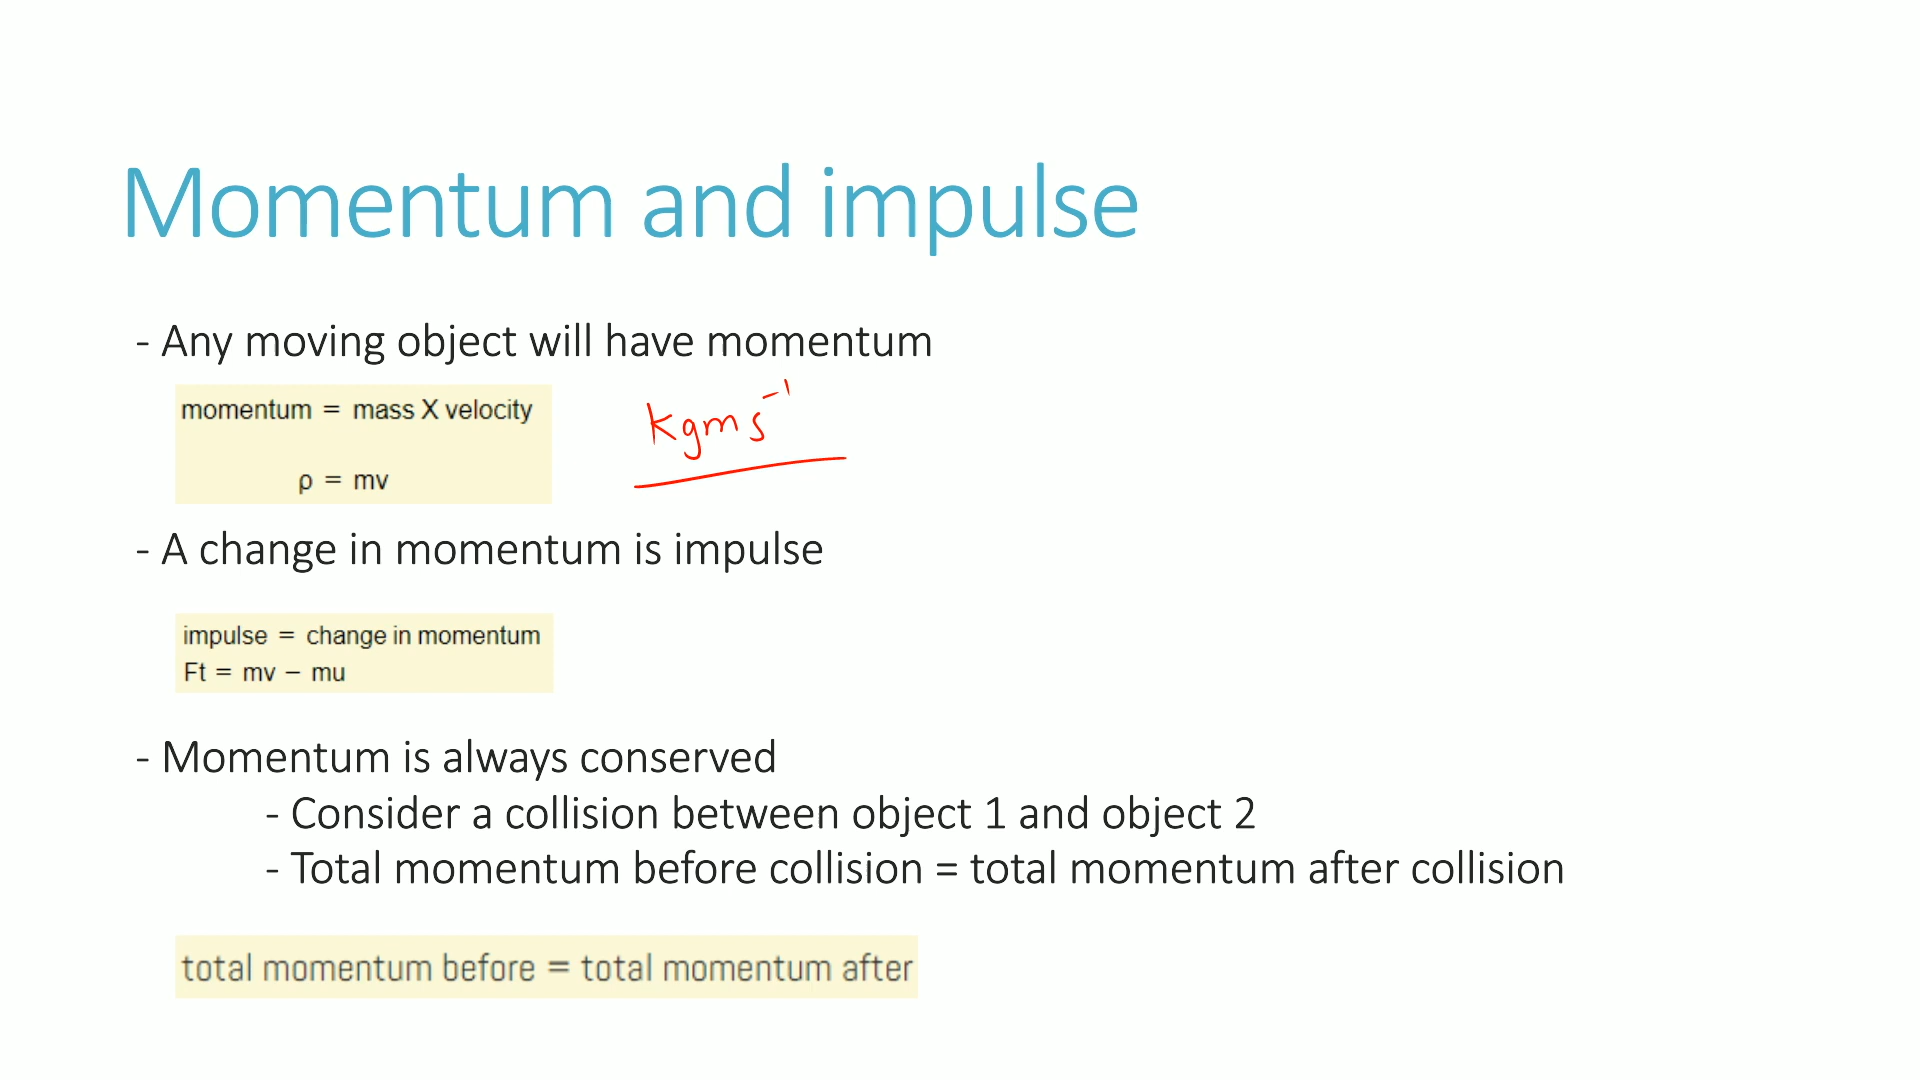 Momentum and impulse
- Any moving object will have momentum
momentum = mass X velocity
kgms⁻¹
ρ = mv
- A change in momentum is impulse
impulse = change in momentum
Ft = mv − mu
- Momentum is always conserved
- Consider a collision between object 1 and object 2
- Total momentum before collision = total momentum after collision
total momentum before = total momentum after